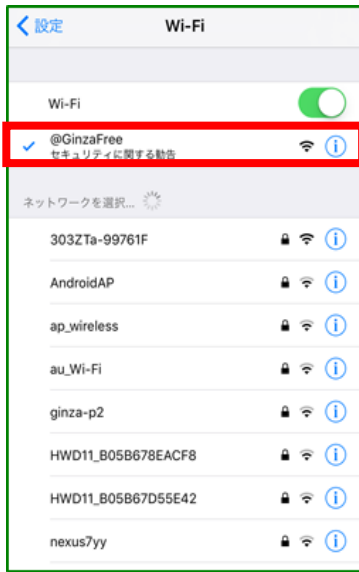 設定
Wi-Fi
Wi-Fi
@GinzaFree
セキュリティに関する勧告
ネットワークを選択...
303ZTa-99761F
AndroidAP
ap_wireless
au_Wi-Fi
ginza-p2
HWD11_B05B678EACF8
HWD11_B05B67D55E42
nexus7yy